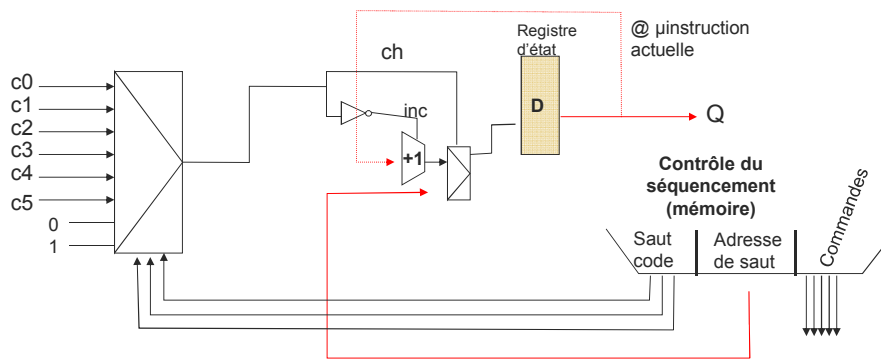 Registre
d'état
@ µinstruction
actuelle
ch
c0
c1
c2
c3
c4
c5
0
1
inc
+1
D
Q
Contrôle du
séquencement
(mémoire)
Saut
code
Adresse
de saut
Commandes